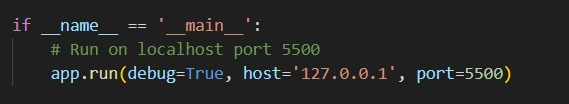 if __name__ == '__main__':
    # Run on localhost port 5500
    app.run(debug=True, host='127.0.0.1', port=5500)